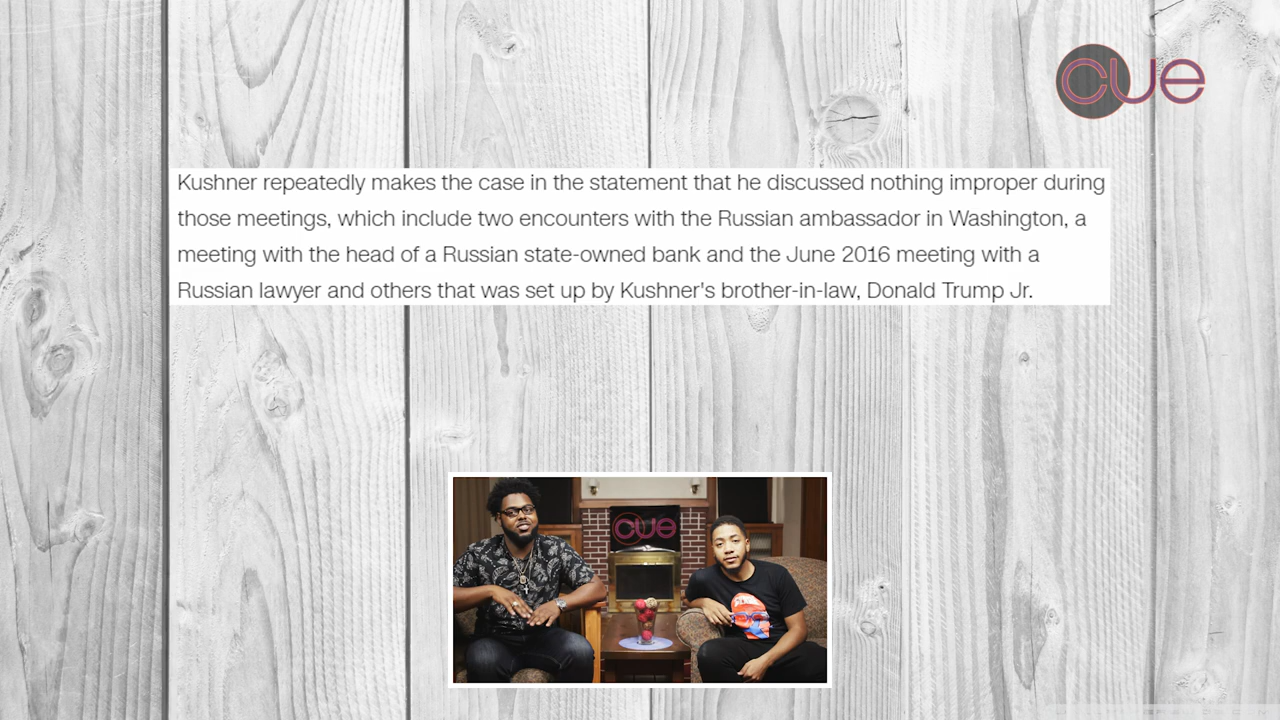 cue
Kushner repeatedly makes the case in the statement that he discussed nothing improper during
those meetings, which include two encounters with the Russian ambassador in Washington, a
meeting with the head of a Russian state-owned bank and the June 2016 meeting with a
Russian lawyer and others that was set up by Kushner's brother-in-law, Donald Trump Jr.
cue